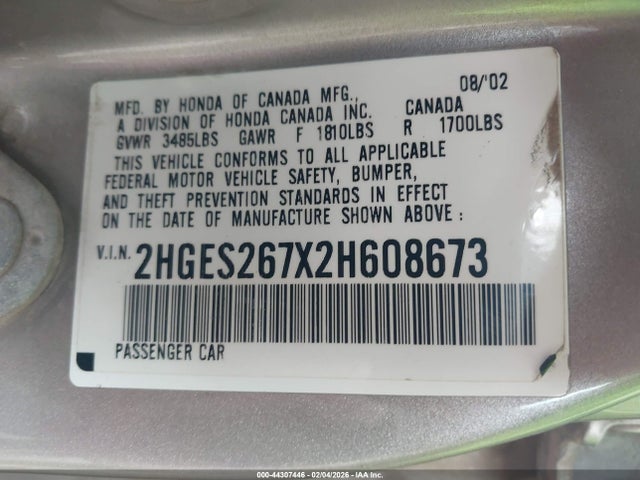 08/'02
MFD. BY HONDA OF CANADA MFG.,
A DIVISION OF HONDA CANADA INC. CANADA
GVWR 3485LBS GAWR F 1810LBS R 1700LBS
THIS VEHICLE CONFORMS TO ALL APPLICABLE
FEDERAL MOTOR VEHICLE SAFETY, BUMPER,
AND THEFT PREVENTION STANDARDS IN EFFECT
ON THE DATE OF MANUFACTURE SHOWN ABOVE :
V.I.N. 2HGES267X2H608673
PASSENGER CAR
000-44307446 - 02/04/2026 - IAA Inc.